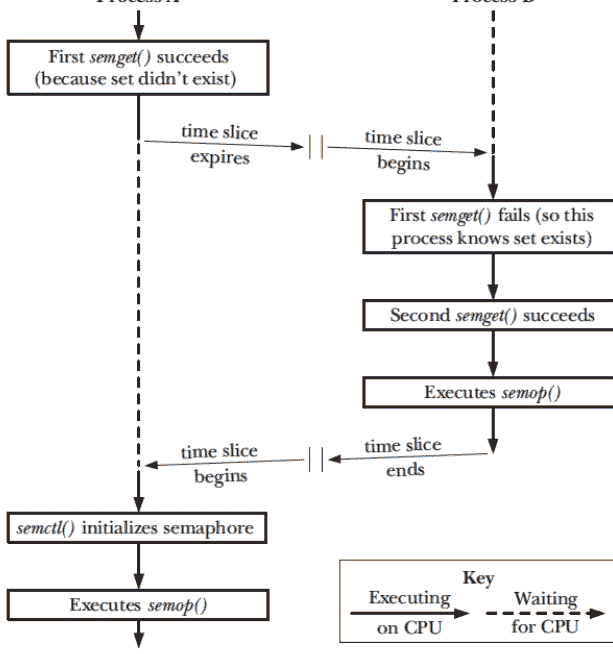 Process A
Process B
First semget() succeeds
(because set didn't exist)
time slice
expires
time slice
begins
First semget() fails (so this
process knows set exists)
Second semget() succeeds
Executes semop()
time slice
begins
time slice
ends
semctl() initializes semaphore
Executes semop()
Key
Executing
on CPU
Waiting
for CPU